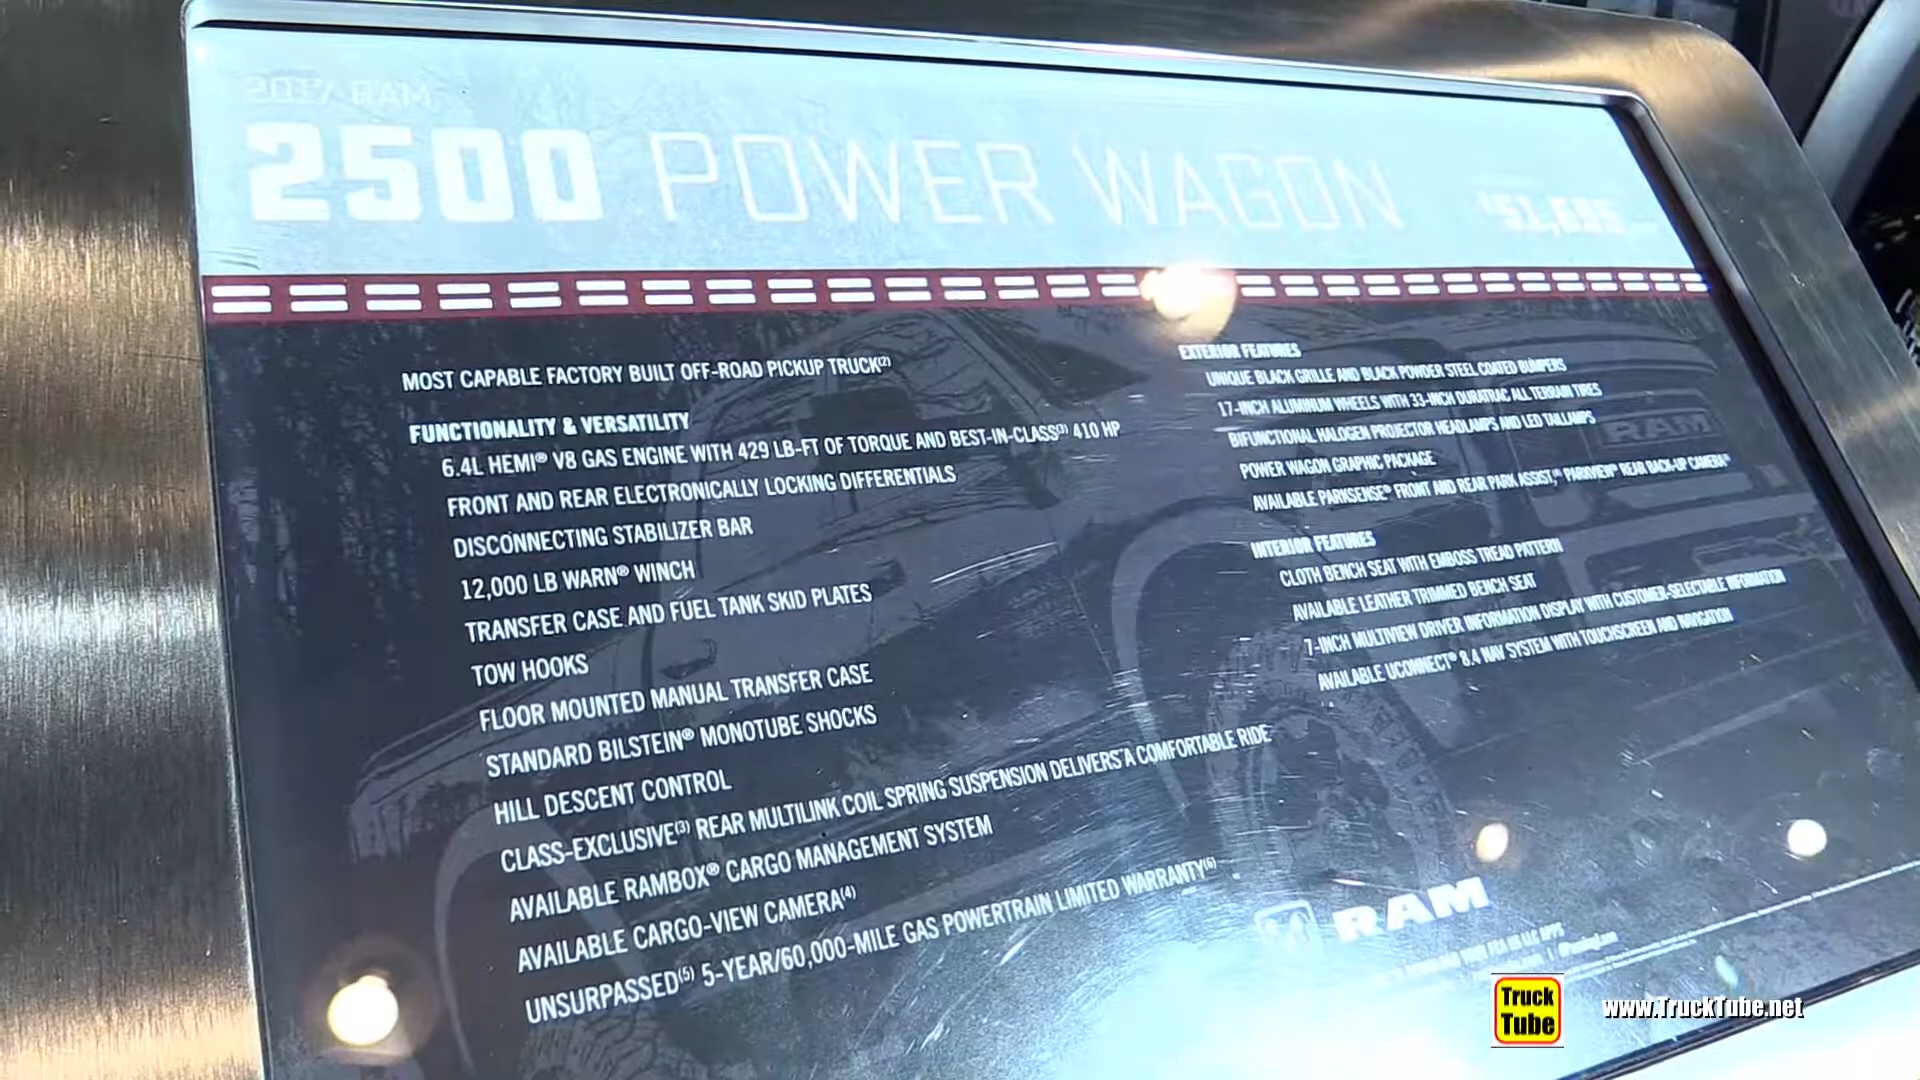 2017 RAM
2500 POWER WAGON
$51,695
MOST CAPABLE FACTORY BUILT OFF-ROAD PICKUP TRUCK(2)
FUNCTIONALITY & VERSATILITY
6.4L HEMI® V8 GAS ENGINE WITH 429 LB-FT OF TORQUE AND BEST-IN-CLASS(3) 410 HP
FRONT AND REAR ELECTRONICALLY LOCKING DIFFERENTIALS
DISCONNECTING STABILIZER BAR
12,000 LB WARN® WINCH
TRANSFER CASE AND FUEL TANK SKID PLATES
TOW HOOKS
FLOOR MOUNTED MANUAL TRANSFER CASE
STANDARD BILSTEIN® MONOTUBE SHOCKS
HILL DESCENT CONTROL
CLASS-EXCLUSIVE(3) REAR MULTILINK COIL SPRING SUSPENSION DELIVERS A COMFORTABLE RIDE
AVAILABLE RAMBOX® CARGO MANAGEMENT SYSTEM
AVAILABLE CARGO-VIEW CAMERA(4)
UNSURPASSED(5) 5-YEAR/60,000-MILE GAS POWERTRAIN LIMITED WARRANTY(6)
EXTERIOR FEATURES
UNIQUE BLACK GRILLE AND BLACK POWDER STEEL COATED BUMPERS
17-INCH ALUMINUM WHEELS WITH 33-INCH DURATRAC ALL TERRAIN TIRES
BIFUNCTIONAL HALOGEN PROJECTOR HEADLAMPS AND LED TAILLAMPS
POWER WAGON GRAPHIC PACKAGE
AVAILABLE PARKSENSE® FRONT AND REAR PARK ASSIST, PARKVIEW® REAR BACK-UP CAMERA
INTERIOR FEATURES
CLOTH BENCH SEAT WITH EMBOSS TREAD PATTERN
AVAILABLE LEATHER TRIMMED BENCH SEAT
7-INCH MULTIVIEW DRIVER INFORMATION DISPLAY WITH CUSTOMER-SELECTABLE INFORMATION
AVAILABLE UCONNECT® 8.4 NAV SYSTEM WITH TOUCHSCREEN AND NAVIGATION
RAM
RAM
Truck
Tube
www.TruckTube.net